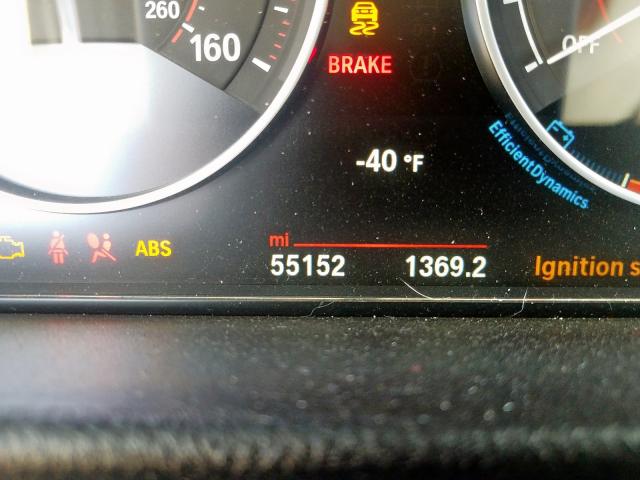 260
160
BRAKE
OFF
-40 °F
EfficientDynamics
ABS
mi
55152 1369.2
Ignition s